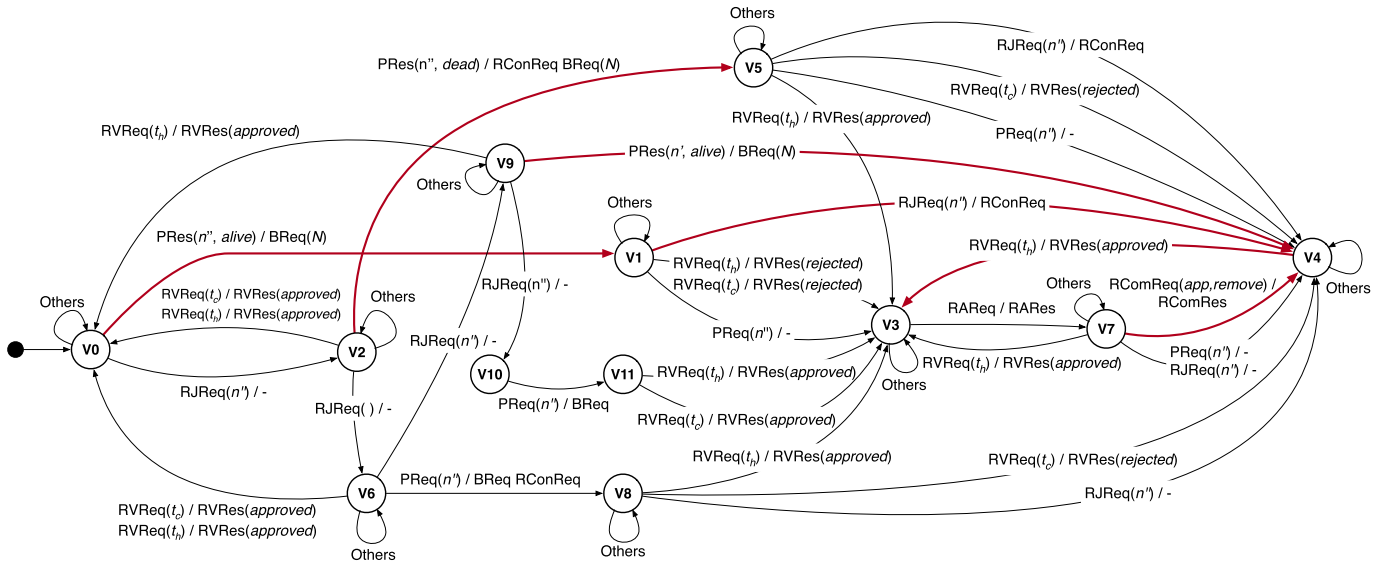 Others
RJReq(n'') / RConReq
PRes(n'', dead) / RConReq BReq(N)
V5
RVReq(tc) / RVRes(rejected)
RVReq(th) / RVRes(approved)
RVReq(th) / RVRes(approved)
PReq(n'') / -
V9
PRes(n', alive) / BReq(N)
Others
Others
RJReq(n'') / RConReq
PRes(n'', alive) / BReq(N)
RVReq(th) / RVRes(approved)
V1
RVReq(th) / RVRes(rejected)
V4
RVReq(tc) / RVRes(rejected)
RJReq(n'') / -
RComReq(app,remove) /
RComRes
Others
Others
RVReq(tc) / RVRes(approved)
RVReq(th) / RVRes(approved)
Others
Others
RAReq / RARes
PReq(n'') / -
V3
V7
V0
V2
RJReq(n'') / -
PReq(n'') / -
RJReq(n'') / -
RVReq(th) / RVRes(approved)
V10
V11
RVReq(th) / RVRes(approved)
Others
RJReq(n'') / -
PReq(n'') / BReq
RJReq( ) / -
RVReq(tc) / RVRes(approved)
RVReq(th) / RVRes(approved)
RVReq(tc) / RVRes(rejected)
PReq(n'') / BReq RConReq
V6
V8
RJReq(n'') / -
RVReq(tc) / RVRes(approved)
RVReq(th) / RVRes(approved)
Others
Others